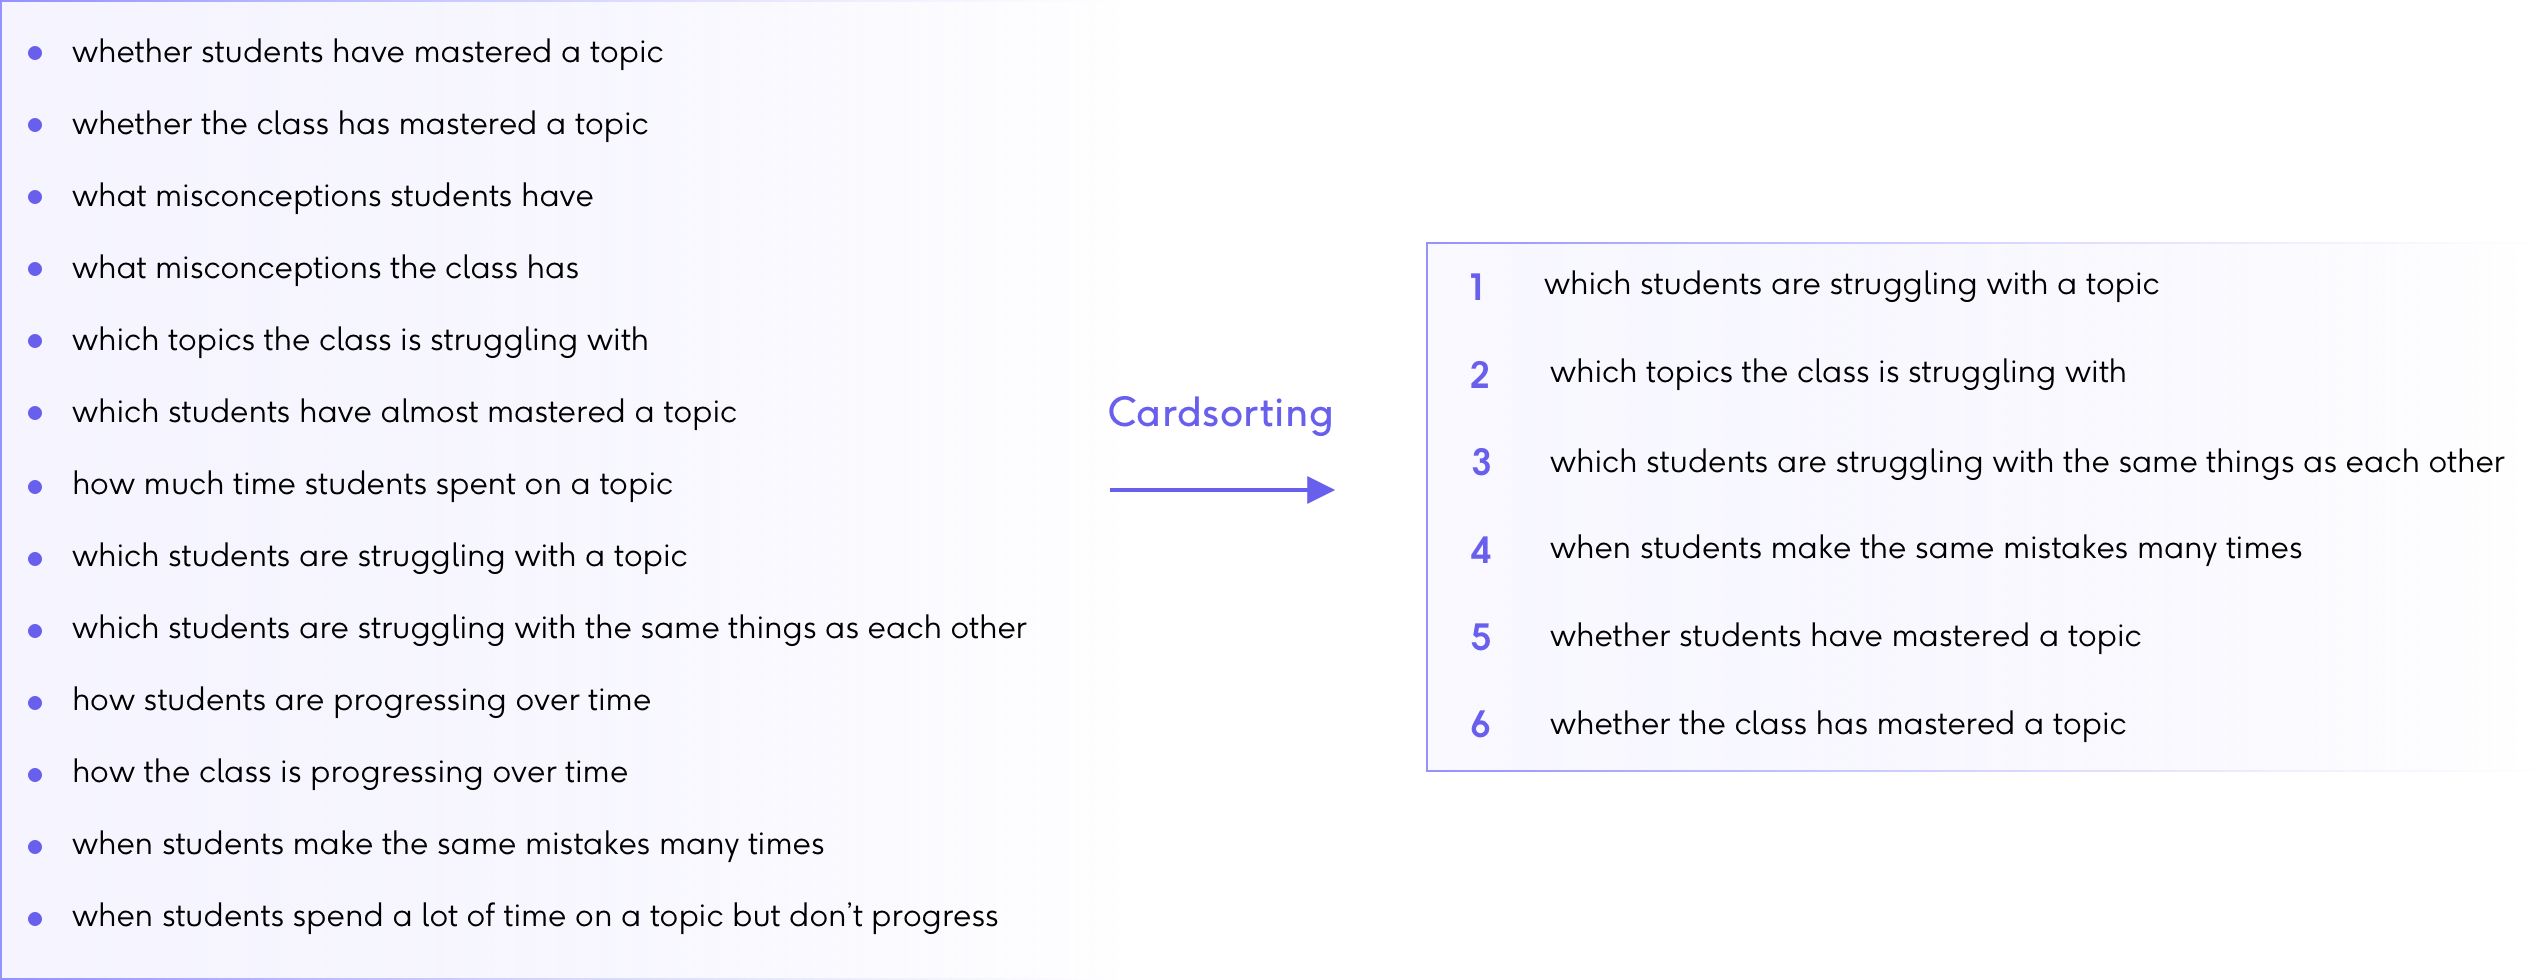 whether students have mastered a topic
whether the class has mastered a topic
what misconceptions students have
what misconceptions the class has
which topics the class is struggling with
which students have almost mastered a topic
how much time students spent on a topic
which students are struggling with a topic
which students are struggling with the same things as each other
how students are progressing over time
how the class is progressing over time
when students make the same mistakes many times
when students spend a lot of time on a topic but don’t progress
Cardsorting
1 which students are struggling with a topic
2 which topics the class is struggling with
3 which students are struggling with the same things as each other
4 when students make the same mistakes many times
5 whether students have mastered a topic
6 whether the class has mastered a topic